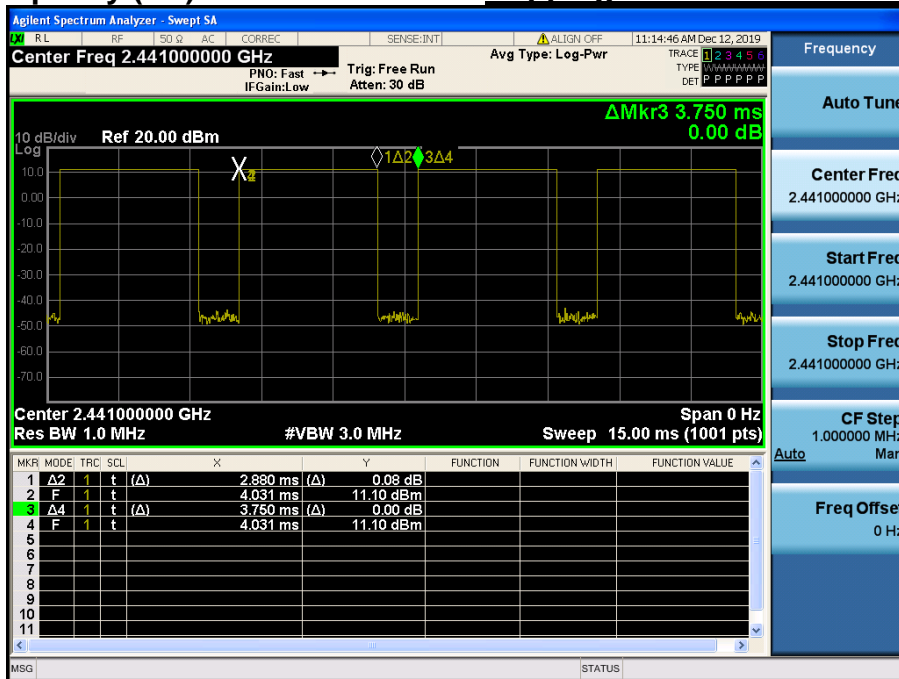 Agilent Spectrum Analyzer - Swept SA
LXI RL RF 50 Ω AC CORREC SENSE:INT ALIGN OFF 11:14:46 AM Dec 12, 2019
Center Freq 2.441000000 GHz
PNO: Fast
IFGain:Low
Trig: Free Run
Atten: 30 dB
Avg Type: Log-Pwr
TRACE 1 2 3 4 5 6
TYPE WWWWWW
DET P P P P P P
ΔMkr3 3.750 ms
0.00 dB
10 dB/div Ref 20.00 dBm
Log
1Δ2 3Δ4
10.0
0.00
-10.0
-20.0
-30.0
-40.0
-50.0
-60.0
-70.0
Center 2.441000000 GHz Span 0 Hz
Res BW 1.0 MHz #VBW 3.0 MHz Sweep 15.00 ms (1001 pts)
MKR MODE TRC SCL X Y FUNCTION FUNCTION WIDTH FUNCTION VALUE
1 Δ2 1 t (Δ) 2.880 ms (Δ) 0.08 dB
2 F 1 t 4.031 ms 11.10 dBm
3 Δ4 1 t (Δ) 3.750 ms (Δ) 0.00 dB
4 F 1 t 4.031 ms 11.10 dBm
5
6
7
8
9
10
11
MSG STATUS
Frequency
Auto Tune
Center Freq
2.441000000 GHz
Start Freq
2.441000000 GHz
Stop Freq
2.441000000 GHz
CF Step
1.000000 MHz
Auto Man
Freq Offset
0 Hz